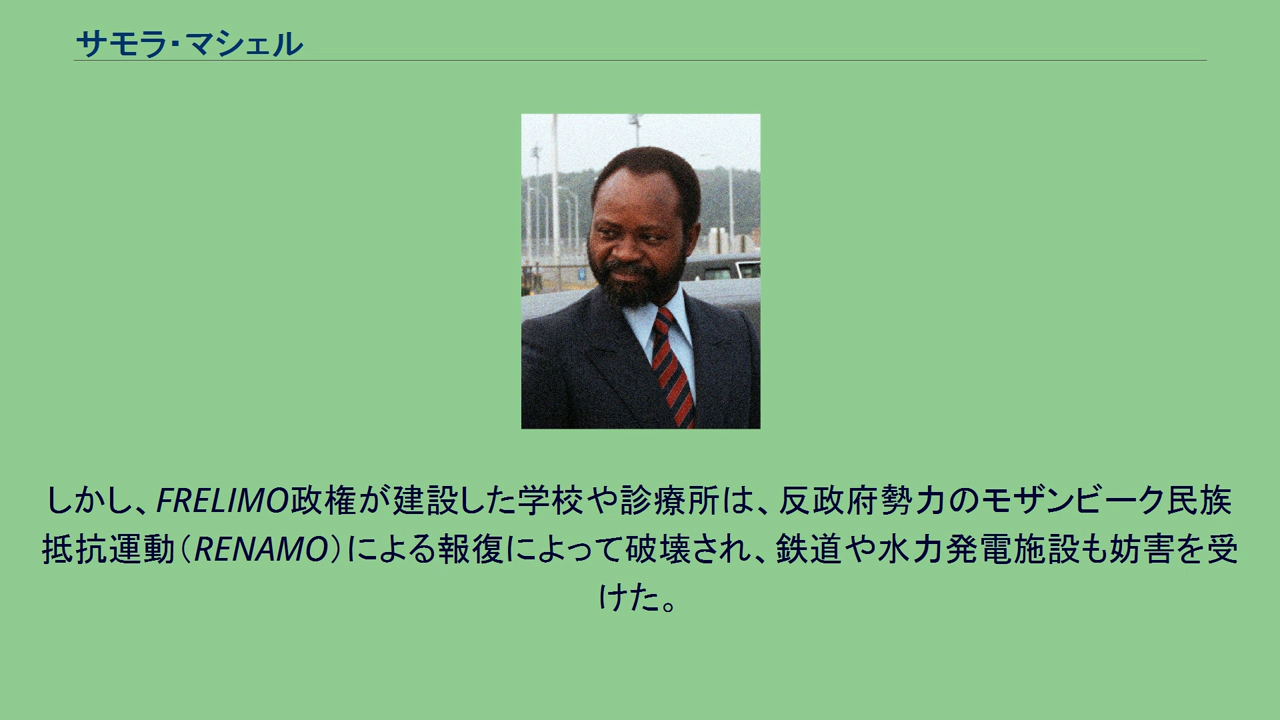 サモラ・マシェル
しかし、FRELIMO政権が建設した学校や診療所は、反政府勢力のモザンビーク民族
抵抗運動（RENAMO）による報復によって破壊され、鉄道や水力発電施設も妨害を受
けた。